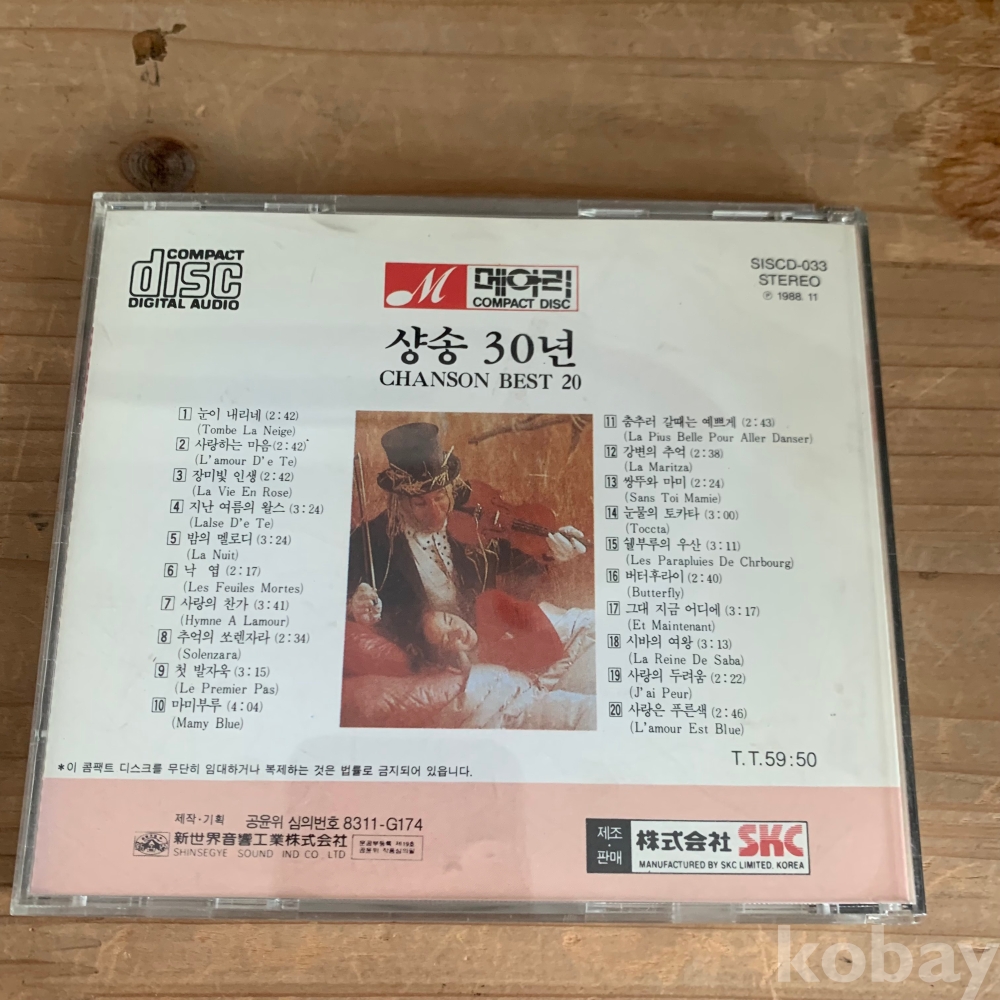 COMPACT
disc
DIGITAL AUDIO
M 메아리
COMPACT DISC
SISCD-033
STEREO
Ⓟ 1988. 11
샹송 30년
CHANSON BEST 20
1 눈이 내리네 (2:42)
(Tombe La Neige)
2 사랑하는 마음 (2:42)
(L'amour D'e Te)
3 장미빛 인생 (2:42)
(La Vie En Rose)
4 지난 여름의 왈스 (3:24)
(Lalse D'e Te)
5 밤의 멜로디 (3:24)
(La Nuit)
6 낙 엽 (2:17)
(Les Feuiles Mortes)
7 사랑의 찬가 (3:41)
(Hymne A Lamour)
8 추억의 쏘렌자라 (2:34)
(Solenzara)
9 첫 발자욱 (3:15)
(Le Premier Pas)
10 마미부루 (4:04)
(Mamy Blue)
11 춤추러 갈때는 예쁘게 (2:43)
(La Pius Belle Pour Aller Danser)
12 강변의 추억 (2:38)
(La Maritza)
13 쌍뚜와 마미 (2:24)
(Sans Toi Mamie)
14 눈물의 토카타 (3:00)
(Toccta)
15 쉘부루의 우산 (3:11)
(Les Parapluies De Chrbourg)
16 버터후라이 (2:40)
(Butterfly)
17 그대 지금 어디에 (3:17)
(Et Maintenant)
18 시바의 여왕 (3:13)
(La Reine De Saba)
19 사랑의 두려움 (2:22)
(J'ai Peur)
20 사랑은 푸른색 (2:46)
(L'amour Est Blue)
T.T.59:50
*이 콤팩트 디스크를 무단히 임대하거나 복제하는 것은 법률로 금지되어 있읍니다.
제작·기획 공윤위 심의번호 8311-G174
新世界音響工業株式会社
SHINSEGYE SOUND IND CO., LTD
제조·판매
株式会社 SKC
MANUFACTURED BY SKC LIMITED. KOREA
kobay